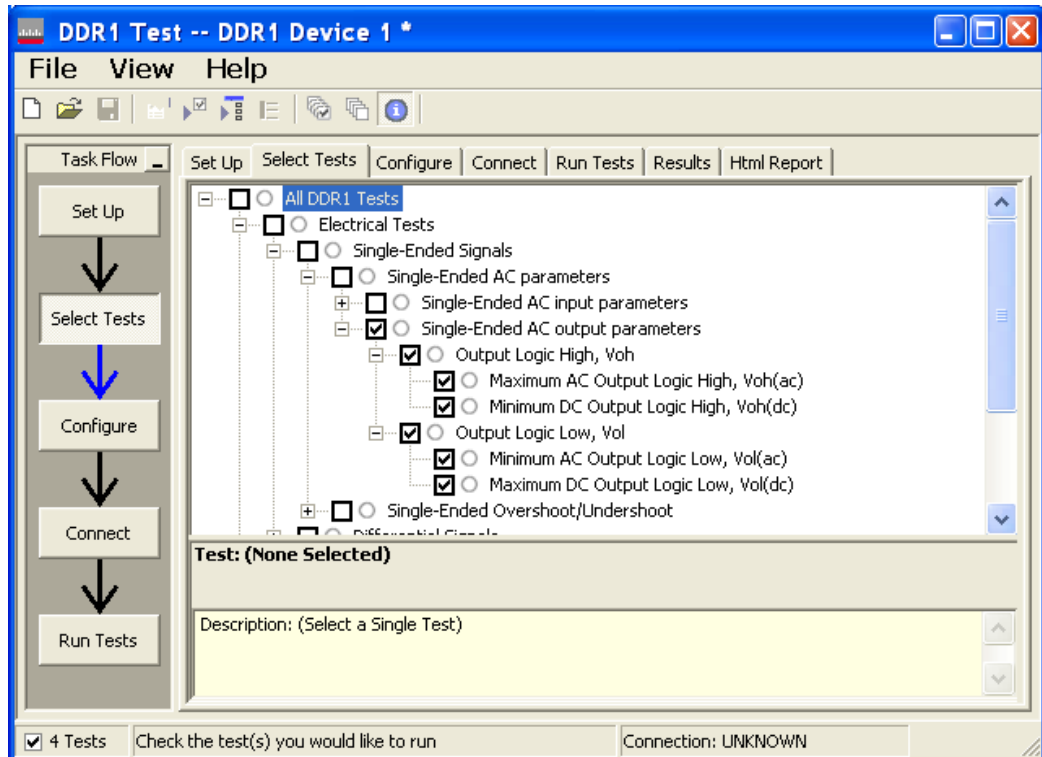 DDR1 Test -- DDR1 Device 1 *
File View Help
Task Flow
Set Up Select Tests Configure Connect Run Tests Results Html Report
Set Up
Select Tests
Configure
Connect
Run Tests
All DDR1 Tests
Electrical Tests
Single-Ended Signals
Single-Ended AC parameters
Single-Ended AC input parameters
Single-Ended AC output parameters
Output Logic High, Voh
Maximum AC Output Logic High, Voh(ac)
Minimum DC Output Logic High, Voh(dc)
Output Logic Low, Vol
Minimum AC Output Logic Low, Vol(ac)
Maximum DC Output Logic Low, Vol(dc)
Single-Ended Overshoot/Undershoot
Differential Signals
Test: (None Selected)
Description: (Select a Single Test)
4 Tests Check the test(s) you would like to run Connection: UNKNOWN